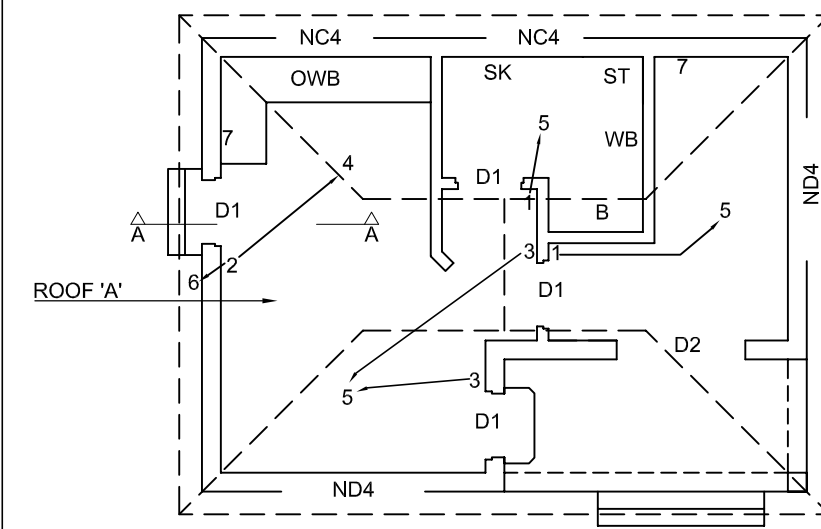 NC4 NC4
OWB SK ST 7
7 4 5 WB ND4
D1 D1 1 B 5
A A
2 3 1
6
ROOF 'A' D1
D2
3
5
D1
ND4